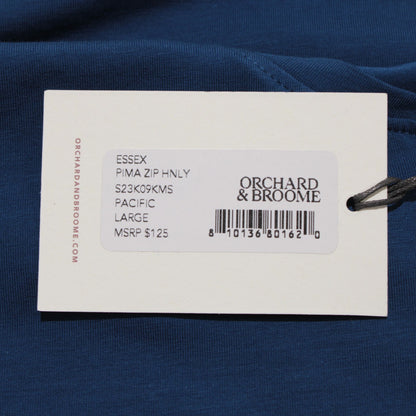 ORCHARDANDBROOME.COM
ESSEX
PIMA ZIP HNLY
S23K09KMS
PACIFIC
LARGE
MSRP $125
ORCHARD
& BROOME
8 10136 80162 0